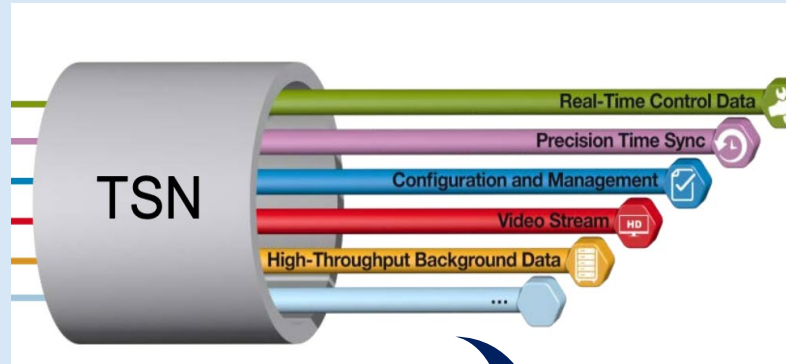 Real-Time Control Data
Precision Time Sync
TSN
Configuration and Management
Video Stream
HD
High-Throughput Background Data
...